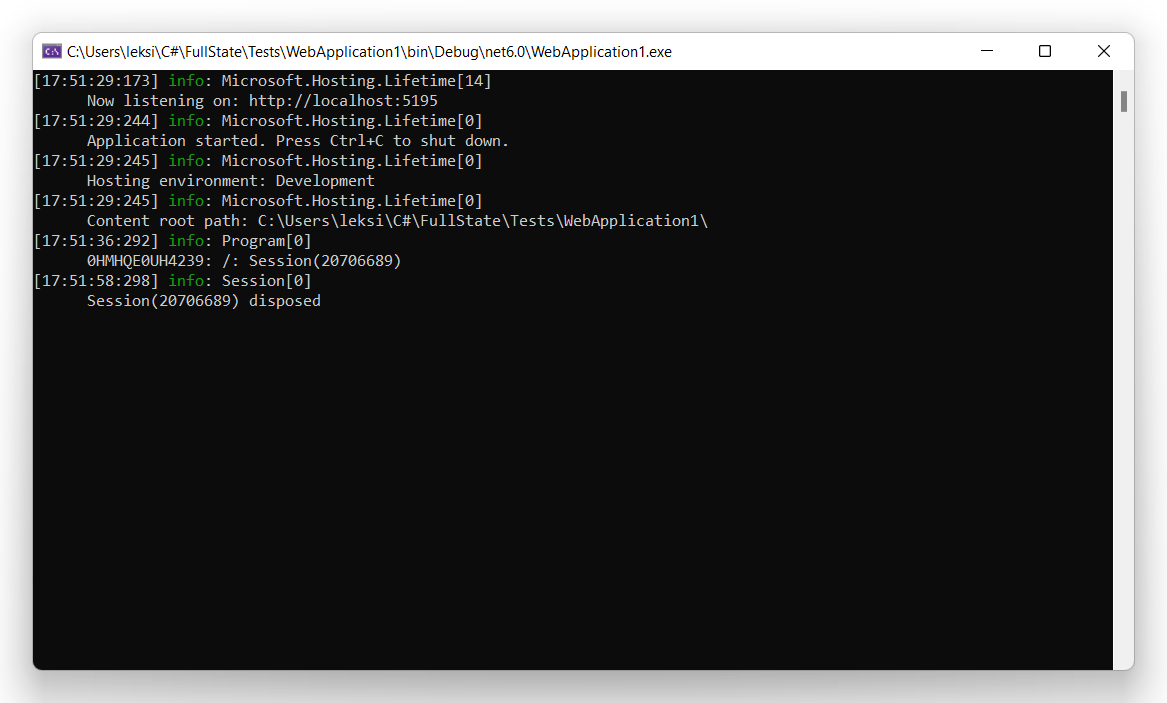 C:\Users\leksi\C#\FullState\Tests\WebApplication1\bin\Debug\net6.0\WebApplication1.exe
[17:51:29:173] info: Microsoft.Hosting.Lifetime[14]
Now listening on: http://localhost:5195
[17:51:29:244] info: Microsoft.Hosting.Lifetime[0]
Application started. Press Ctrl+C to shut down.
[17:51:29:245] info: Microsoft.Hosting.Lifetime[0]
Hosting environment: Development
[17:51:29:245] info: Microsoft.Hosting.Lifetime[0]
Content root path: C:\Users\leksi\C#\FullState\Tests\WebApplication1\
[17:51:36:292] info: Program[0]
0HMHQE0UH4239: /: Session(20706689)
[17:51:58:298] info: Session[0]
Session(20706689) disposed